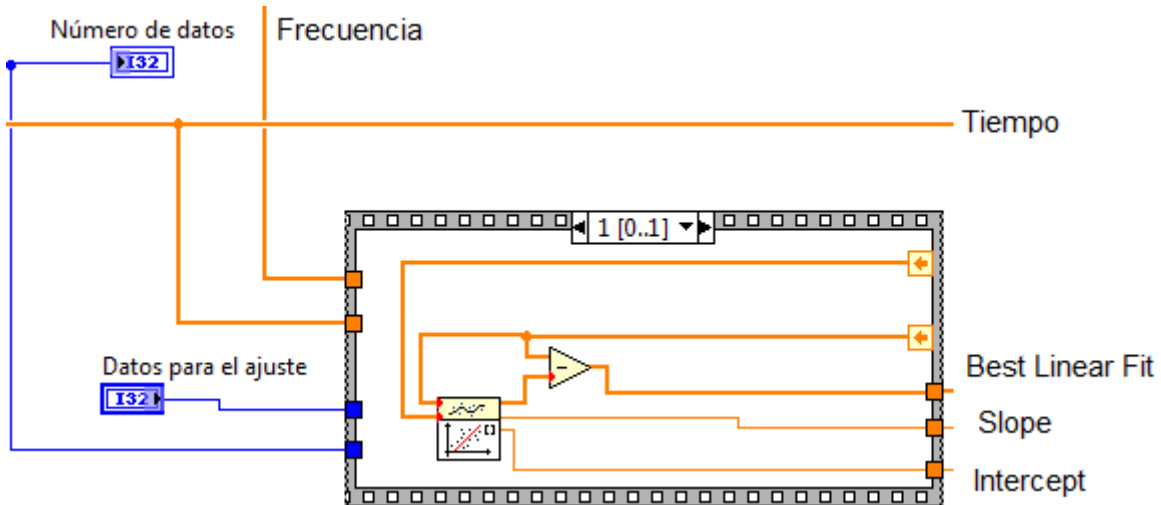 Número de datos
Frecuencia
I32
Tiempo
1 [0..1]
Datos para el ajuste
I32
Best Linear Fit
Slope
Intercept